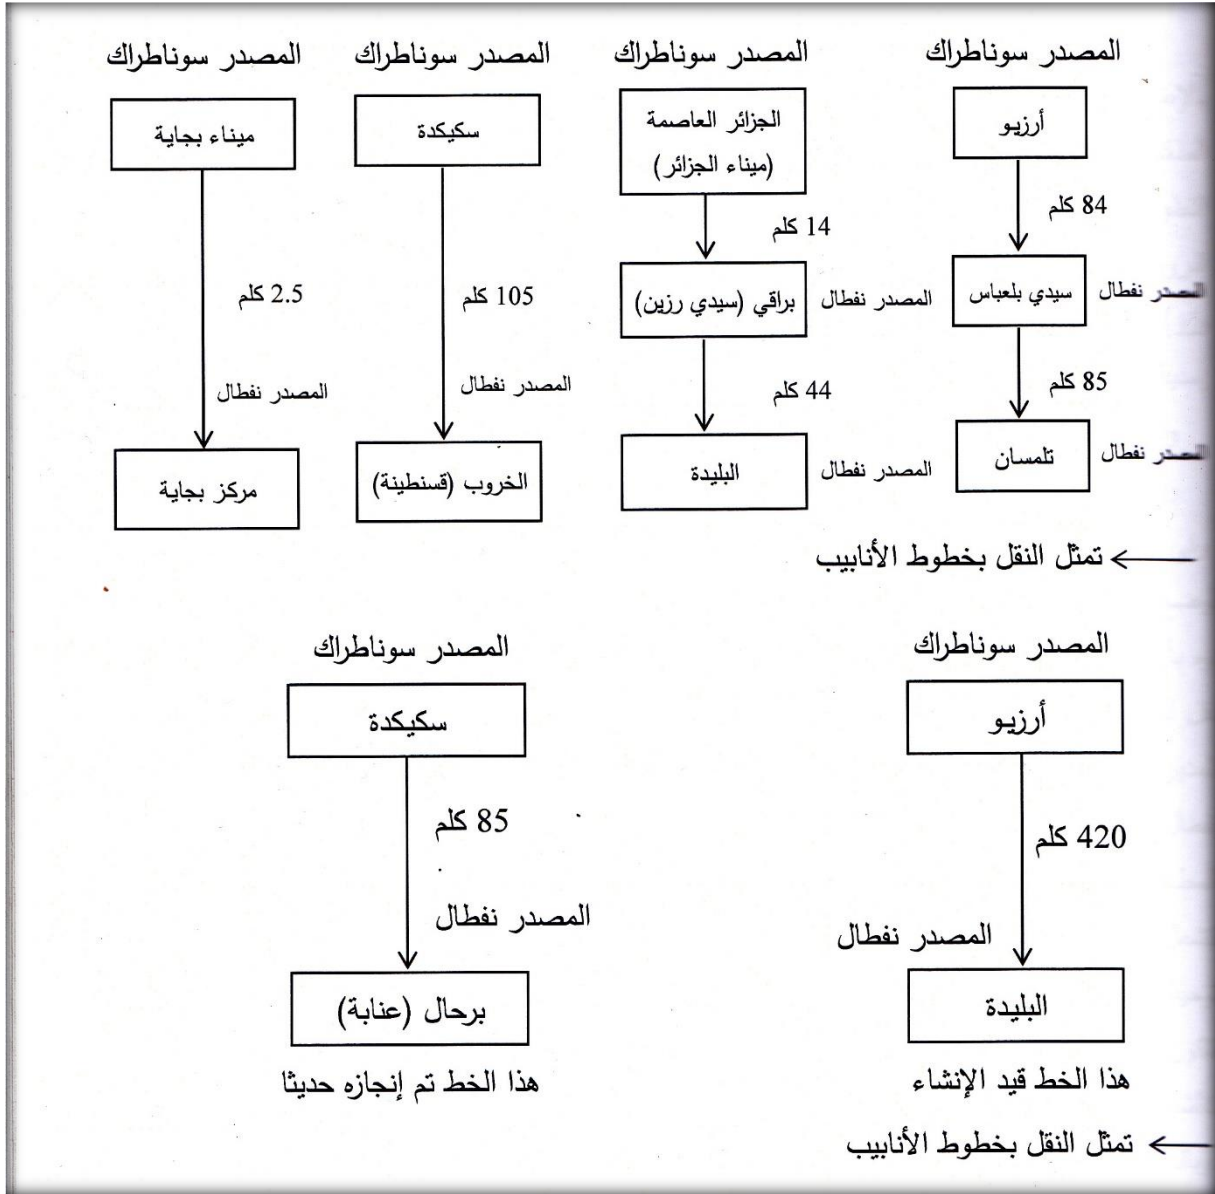 المصدر سوناطراك
أرزيو
84 كلم
سيدي بلعباس
المصدر نفطال
85 كلم
تلمسان
المصدر نفطال
المصدر سوناطراك
الجزائر العاصمة
(ميناء الجزائر)
14 كلم
براقي (سيدي رزين)
المصدر نفطال
44 كلم
البليدة
المصدر نفطال
المصدر سوناطراك
سكيكدة
105 كلم
المصدر نفطال
الخروب (قسنطينة)
المصدر سوناطراك
ميناء بجاية
2.5 كلم
المصدر نفطال
مركز بجاية
تمثل النقل بخطوط الأنابيب
المصدر سوناطراك
أرزيو
420 كلم
المصدر نفطال
البليدة
هذا الخط قيد الإنشاء
المصدر سوناطراك
سكيكدة
85 كلم
المصدر نفطال
برحال (عنابة)
هذا الخط تم إنجازه حديثا
تمثل النقل بخطوط الأنابيب